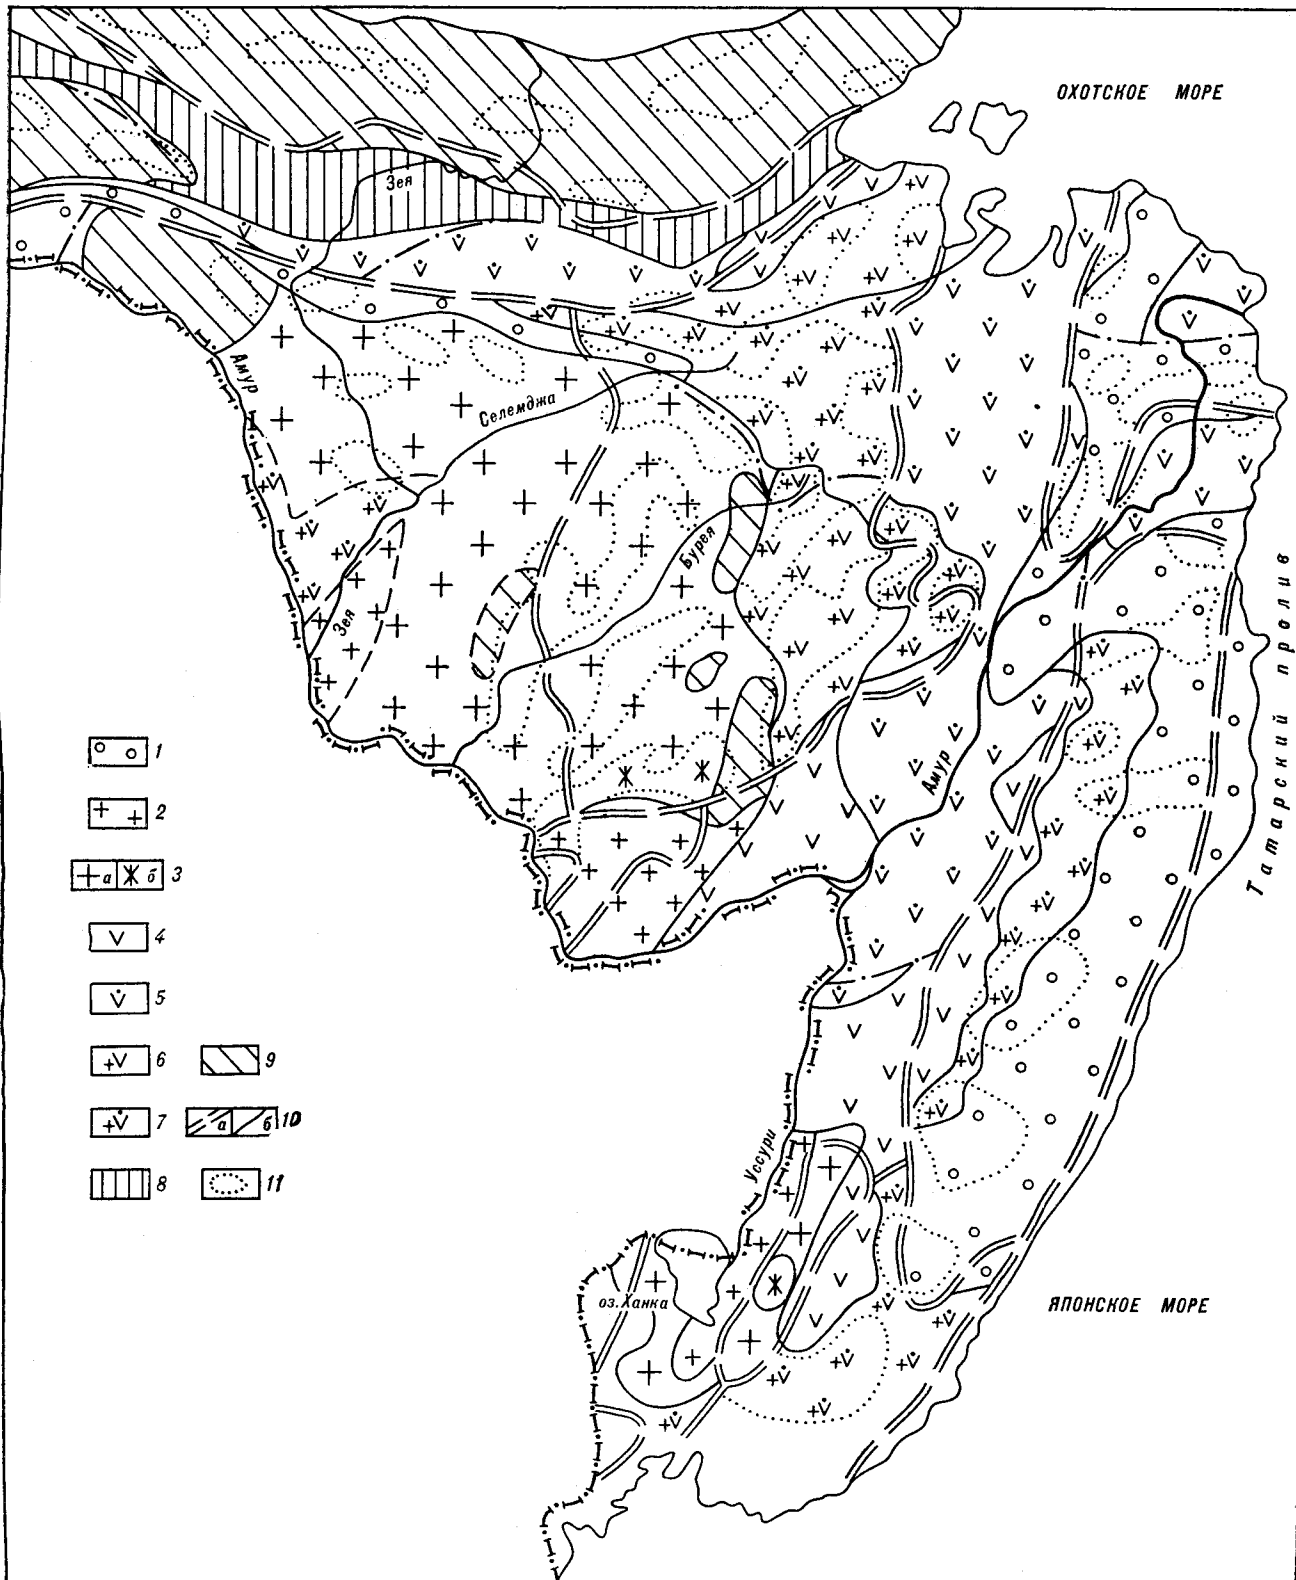 ОХОТСКОЕ МОРЕ
Зея
Амур
Селемджа
Бурея
Зея
Татарский пролив
Амур
Уссури
оз. Ханка
ЯПОНСКОЕ МОРЕ
1
2
а б 3
4
5
6 9
7 а б 10
8 11